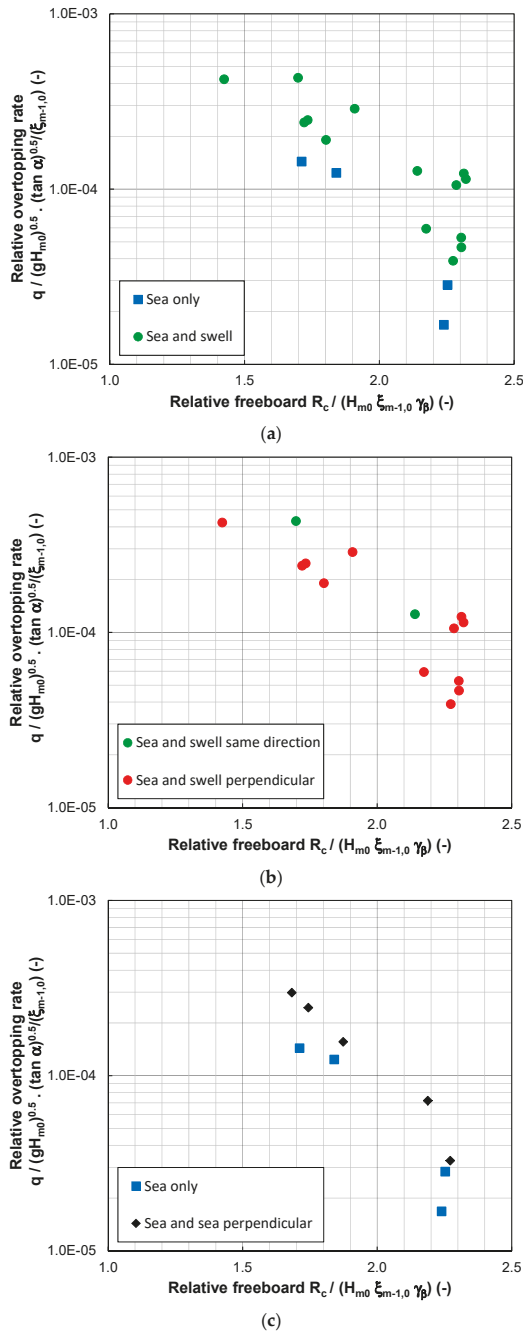 1.0E-03
1.0E-04
1.0E-05
Relative overtopping rate
q / (gHm0)^0.5 . (tan α)^0.5/(ξm-1,0) (-)
Sea only
Sea and swell
1.0 1.5 2.0 2.5
Relative freeboard Rc / (Hm0 ξm-1,0 γβ) (-)
(a)
1.0E-03
1.0E-04
1.0E-05
Relative overtopping rate
q / (gHm0)^0.5 . (tan α)^0.5/(ξm-1,0) (-)
Sea and swell same direction
Sea and swell perpendicular
1.0 1.5 2.0 2.5
Relative freeboard Rc / (Hm0 ξm-1,0 γβ) (-)
(b)
1.0E-03
1.0E-04
1.0E-05
Relative overtopping rate
q / (gHm0)^0.5 . (tan α)^0.5/(ξm-1,0) (-)
Sea only
Sea and sea perpendicular
1.0 1.5 2.0 2.5
Relative freeboard Rc / (Hm0 ξm-1,0 γβ) (-)
(c)